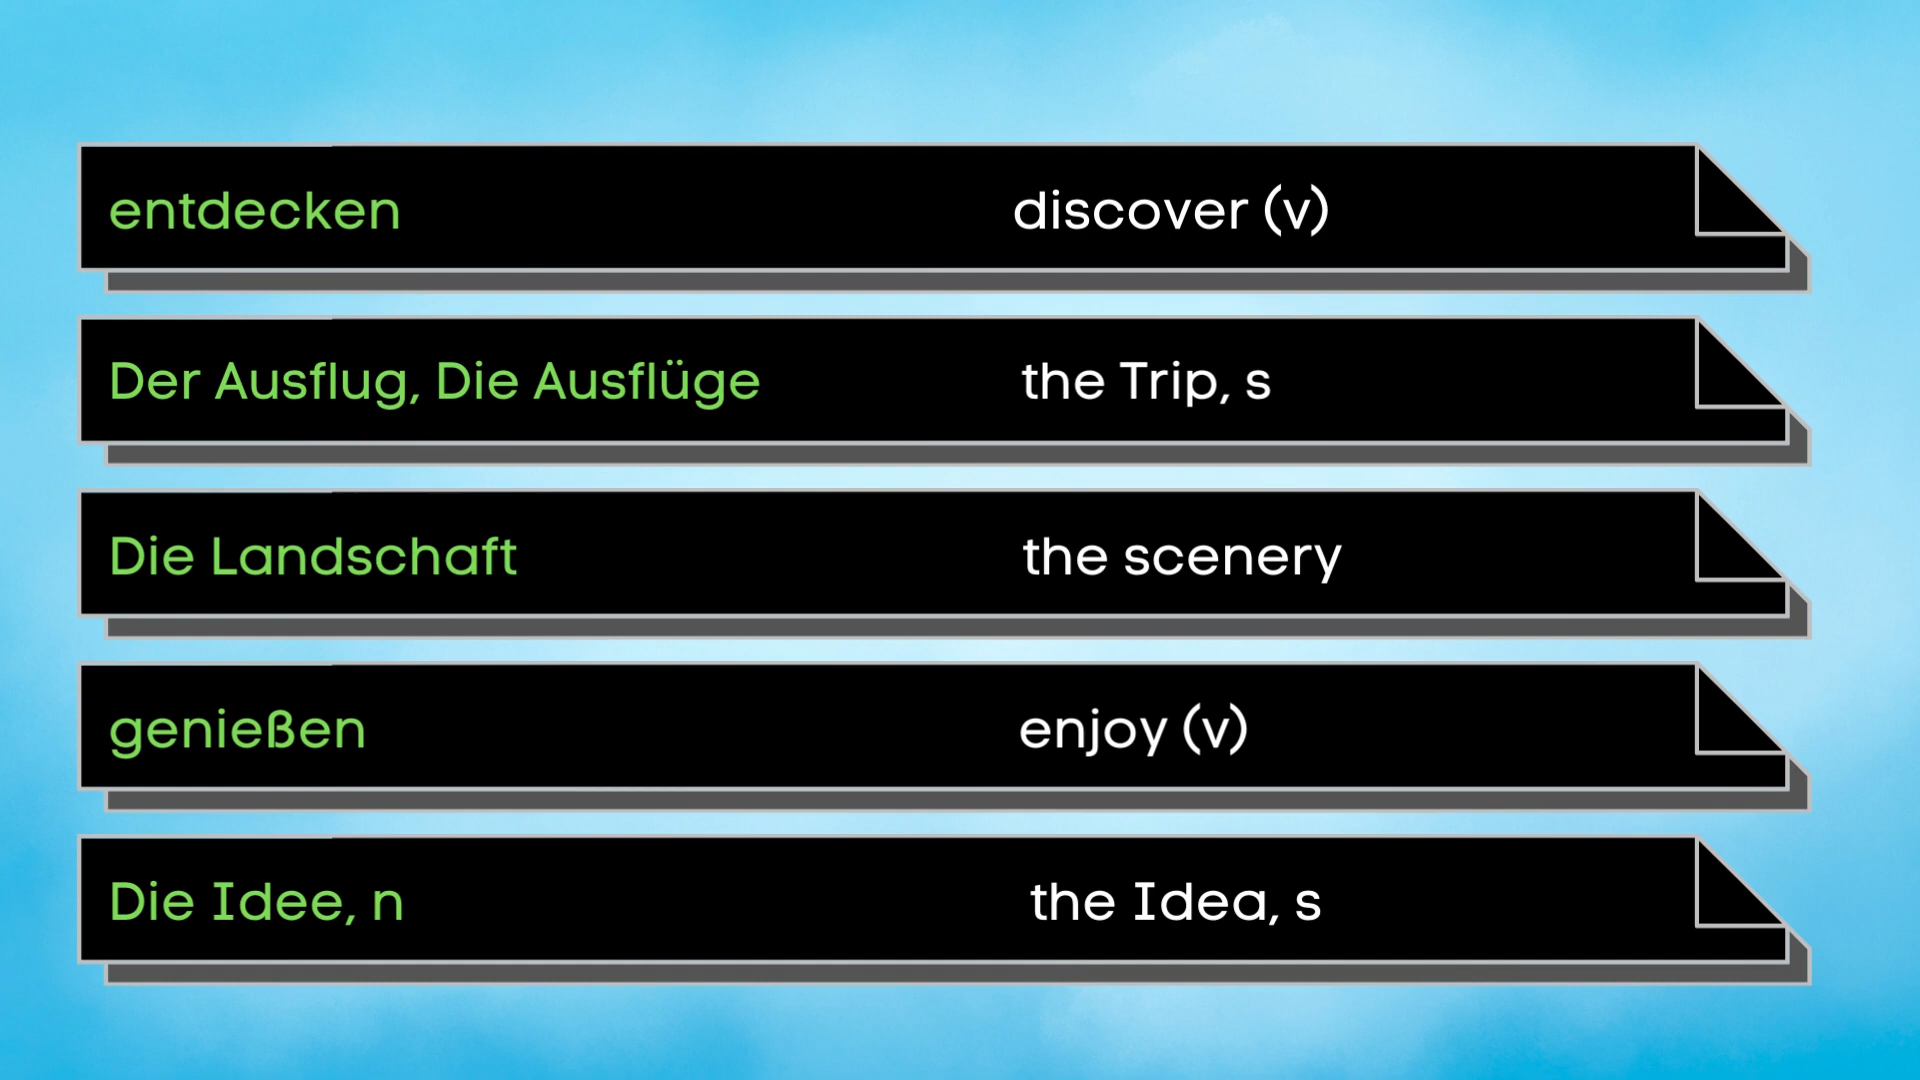 entdecken discover (v)
Der Ausflug, Die Ausflüge the Trip, s
Die Landschaft the scenery
genießen enjoy (v)
Die Idee, n the Idea, s